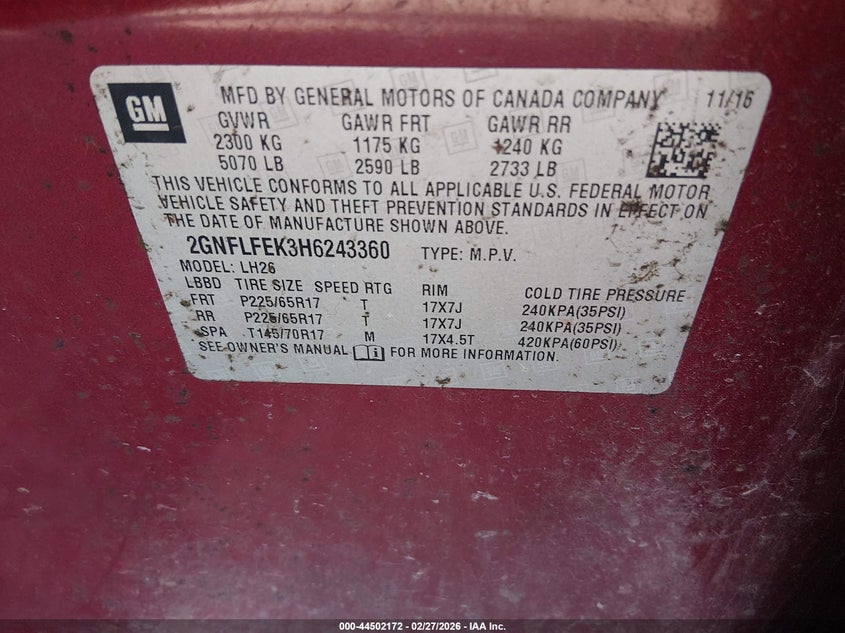 GM
MFD BY GENERAL MOTORS OF CANADA COMPANY 11/16
GVWR GAWR FRT GAWR RR
2300 KG 1175 KG 1240 KG
5070 LB 2590 LB 2733 LB
THIS VEHICLE CONFORMS TO ALL APPLICABLE U.S. FEDERAL MOTOR
VEHICLE SAFETY AND THEFT PREVENTION STANDARDS IN EFFECT ON
THE DATE OF MANUFACTURE SHOWN ABOVE.
2GNFLFEK3H6243360 TYPE: M.P.V.
MODEL: LH26
LBBD TIRE SIZE SPEED RTG RIM COLD TIRE PRESSURE
FRT P225/65R17 T 17X7J 240KPA(35PSI)
RR P225/65R17 T 17X7J 240KPA(35PSI)
SPA T145/70R17 M 17X4.5T 420KPA(60PSI)
SEE OWNER'S MANUAL FOR MORE INFORMATION.
000-44502172 - 02/27/2026 - IAA Inc.